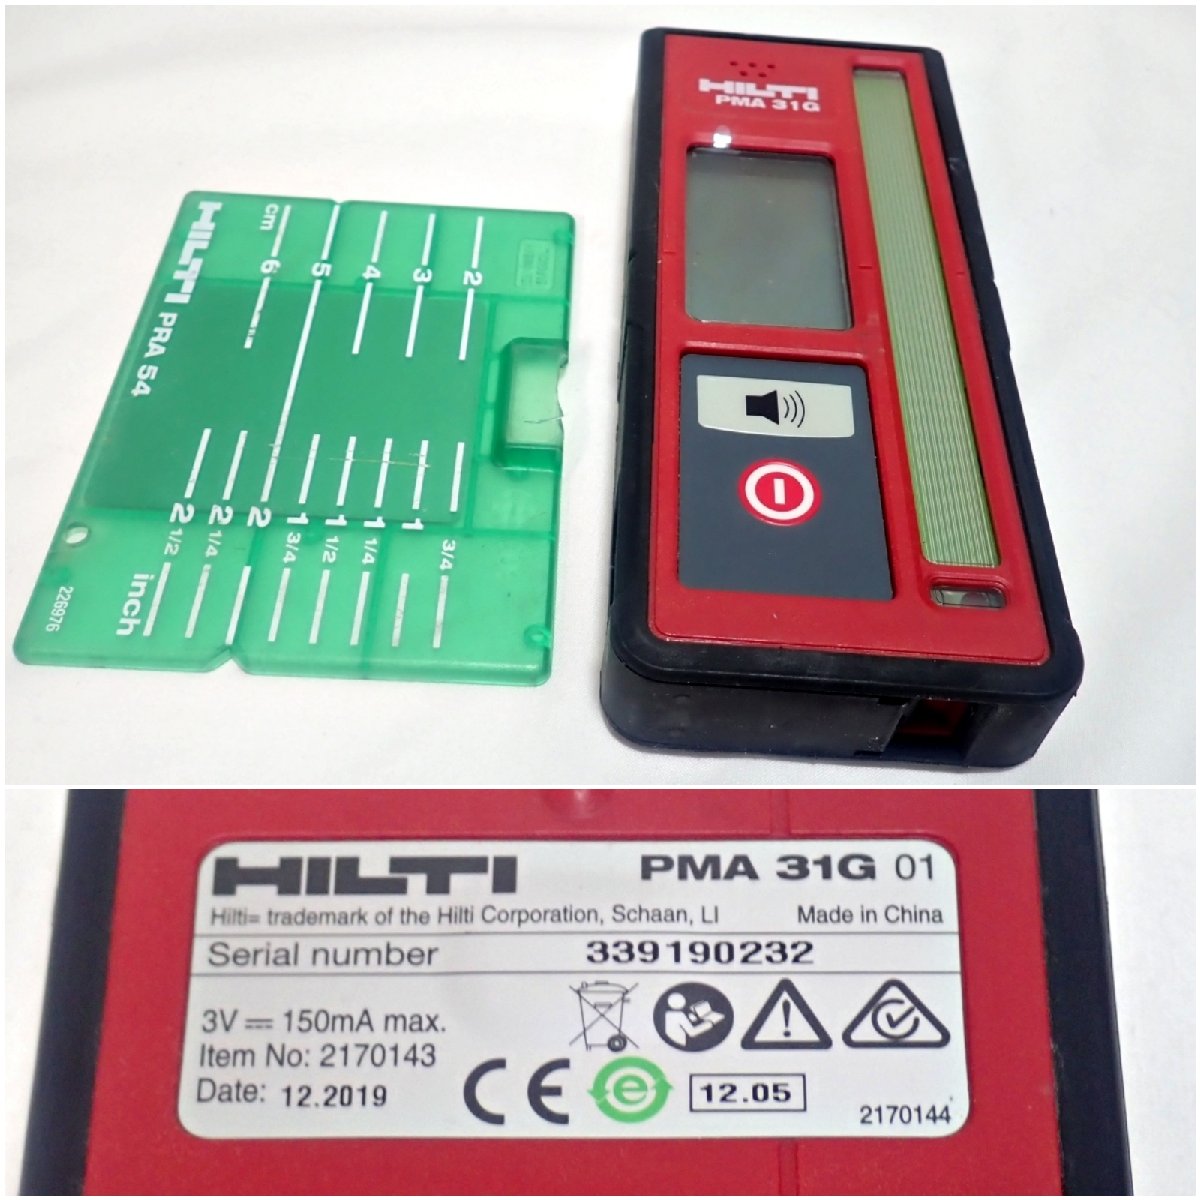 HILTI
PMA 31G
HILTI PRA 54
cm
6
5
4
3
2
2 1/2
2 1/4
2
1 3/4
1 1/2
1 1/4
1
3/4
inch
226976
HILTI PMA 31G 01
Hilti= trademark of the Hilti Corporation, Schaan, LI Made in China
Serial number 339190232
3V 150mA max.
Item No: 2170143
Date: 12.2019
CE e 12.05
2170144